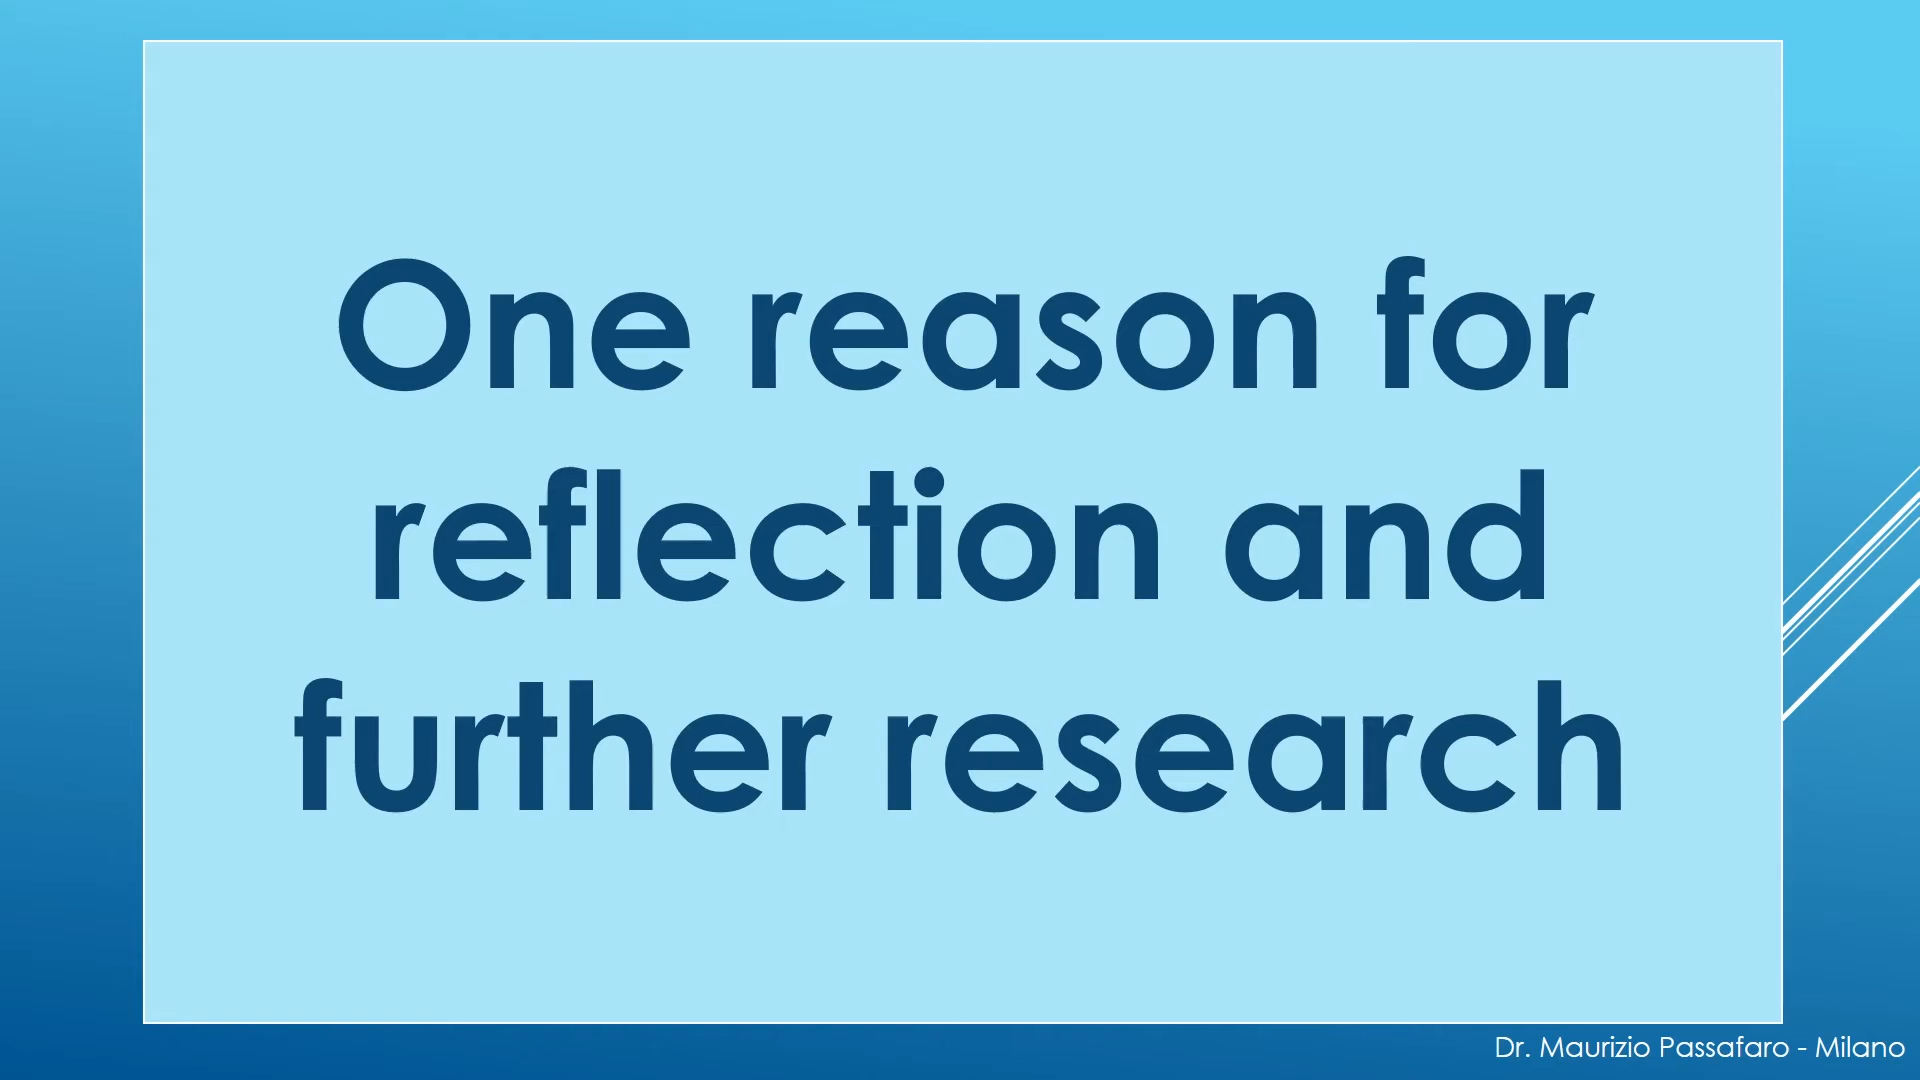 One reason for
reflection and
further research
Dr. Maurizio Passafaro - Milano